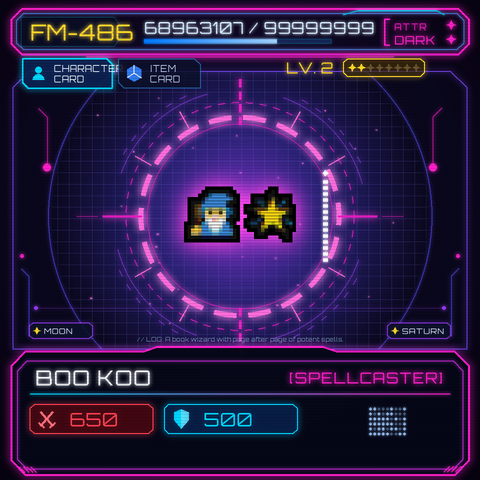 FM-486
68963107 / 99999999
ATTR
DARK
CHARACTER
CARD
ITEM
CARD
LV. 2
MOON
SATURN
// LOG: A book wizard with page after page of potent spells.
BOO KOO
[SPELLCASTER]
650
500